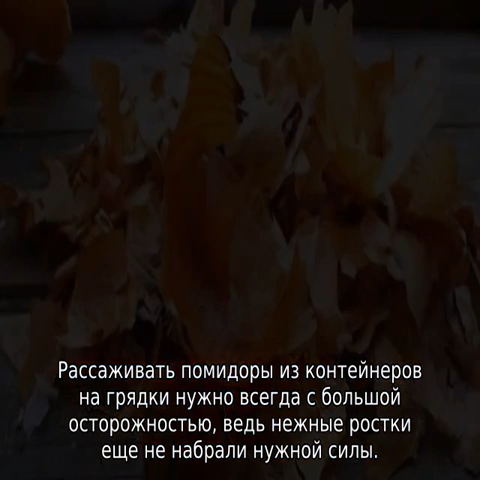 Рассаживать помидоры из контейнеров
на грядки нужно всегда с большой
осторожностью, ведь нежные ростки
еще не набрали нужной силы.